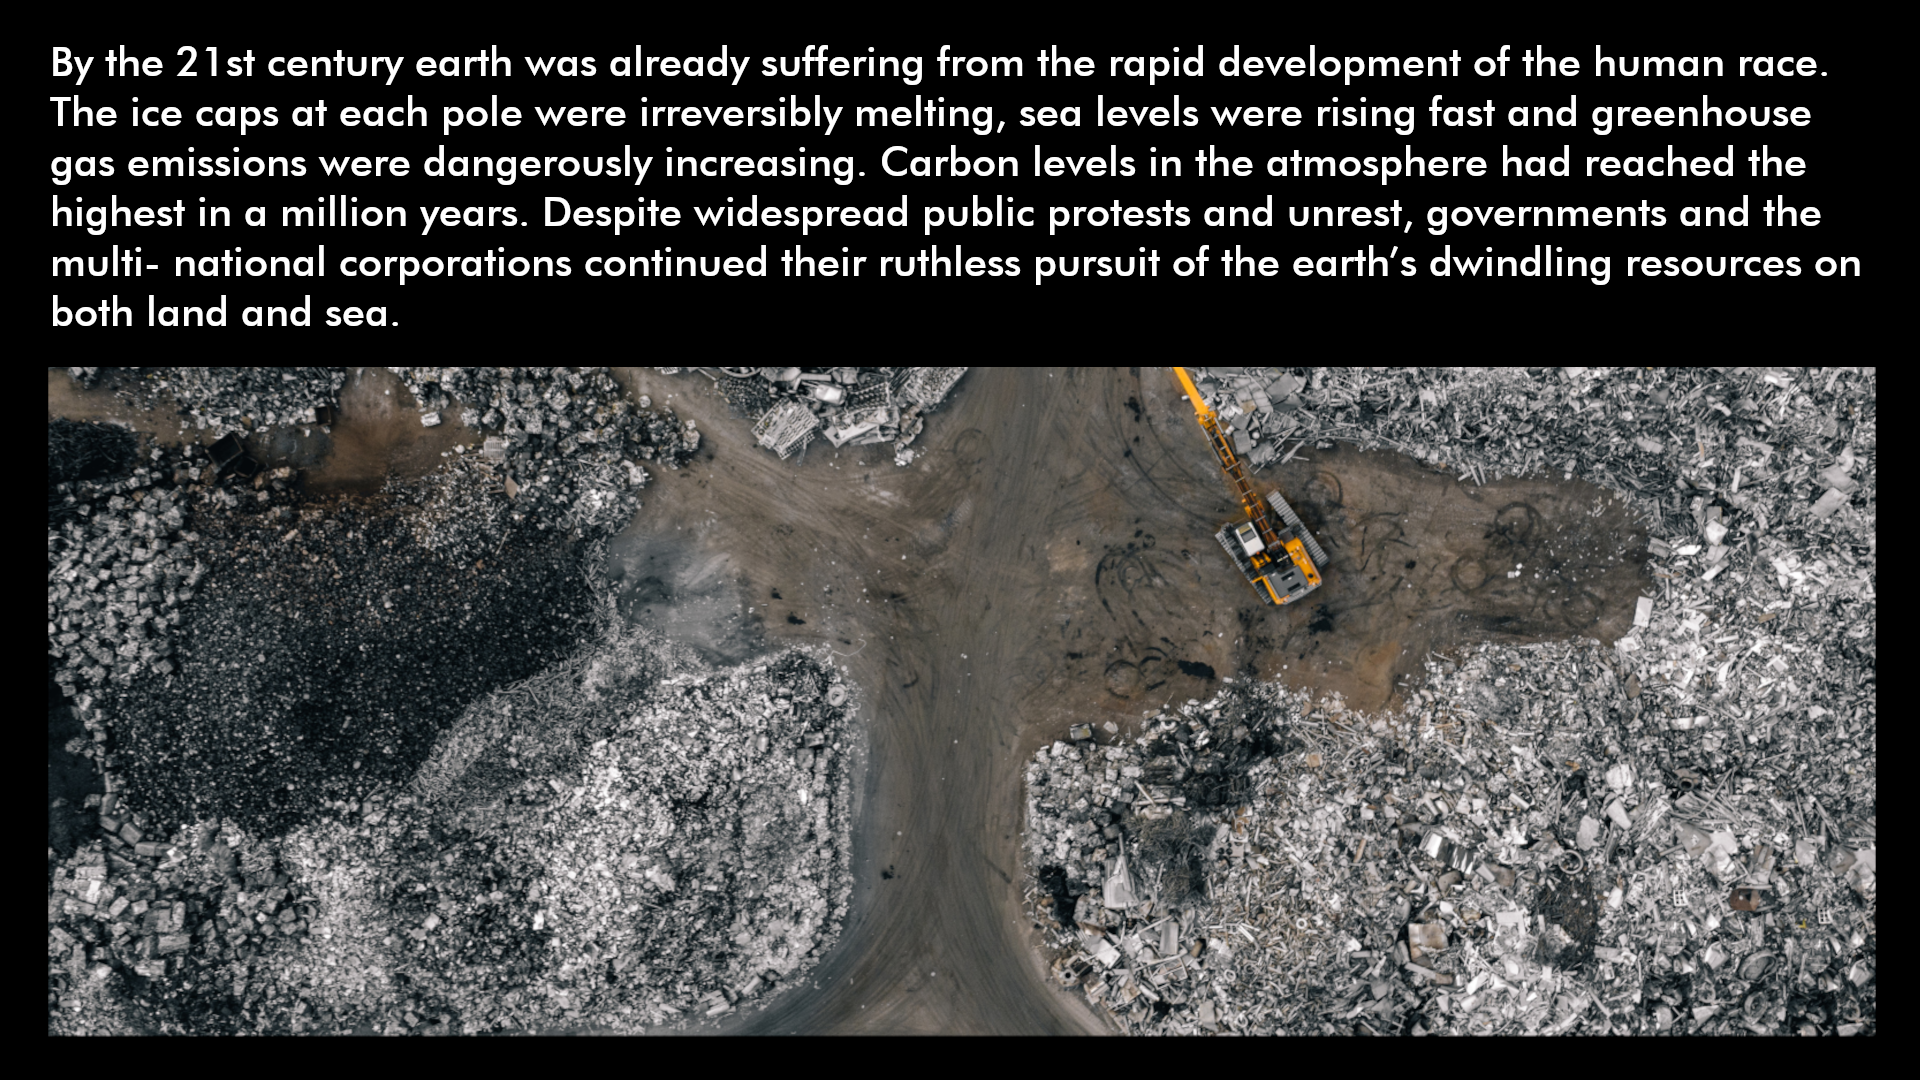 By the 21st century earth was already suffering from the rapid development of the human race.
The ice caps at each pole were irreversibly melting, sea levels were rising fast and greenhouse
gas emissions were dangerously increasing. Carbon levels in the atmosphere had reached the
highest in a million years. Despite widespread public protests and unrest, governments and the
multi- national corporations continued their ruthless pursuit of the earth’s dwindling resources on
both land and sea.